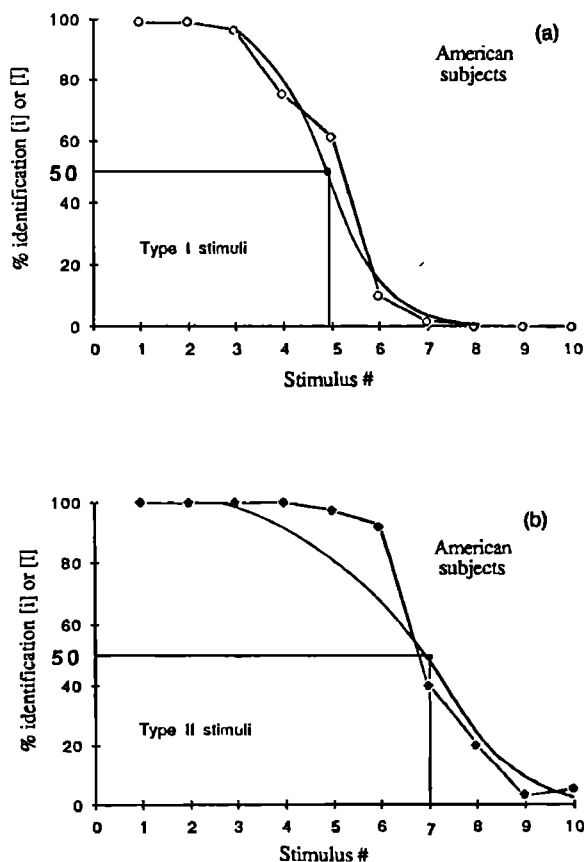 (a)
American
subjects
% identification [i] or [I]
100
80
60
50
40
20
0
Type I stimuli
0 1 2 3 4 5 6 7 8 9 10
Stimulus #
(b)
American
subjects
% identification [i] or [I]
100
80
60
50
40
20
0
Type II stimuli
0 1 2 3 4 5 6 7 8 9 10
Stimulus #